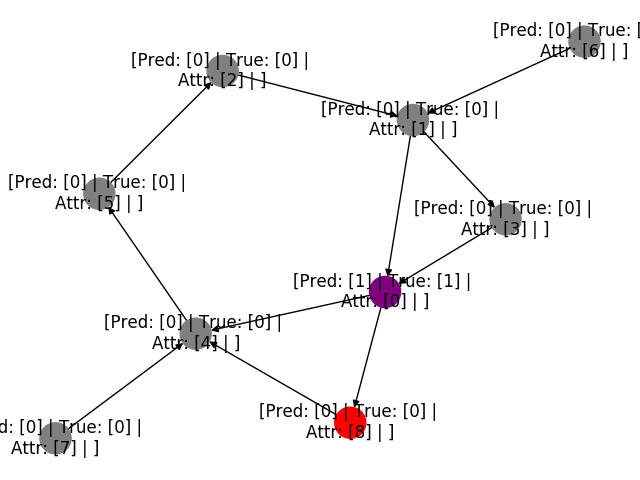 [Pred: [0] | True: [
Attr: [6] | ]
[Pred: [0] | True: [0] |
Attr: [2] | ]
[Pred: [0] | True: [0] |
Attr: [1] | ]
[Pred: [0] | True: [0] |
Attr: [5] | ]
[Pred: [0] | True: [0] |
Attr: [3] | ]
[Pred: [1] | True: [1] |
Attr: [0] | ]
[Pred: [0] | True: [0] |
Attr: [4] | ]
[Pred: [0] | True: [0] |
Attr: [8] | ]
d: [0] | True: [0] |
Attr: [7] | ]